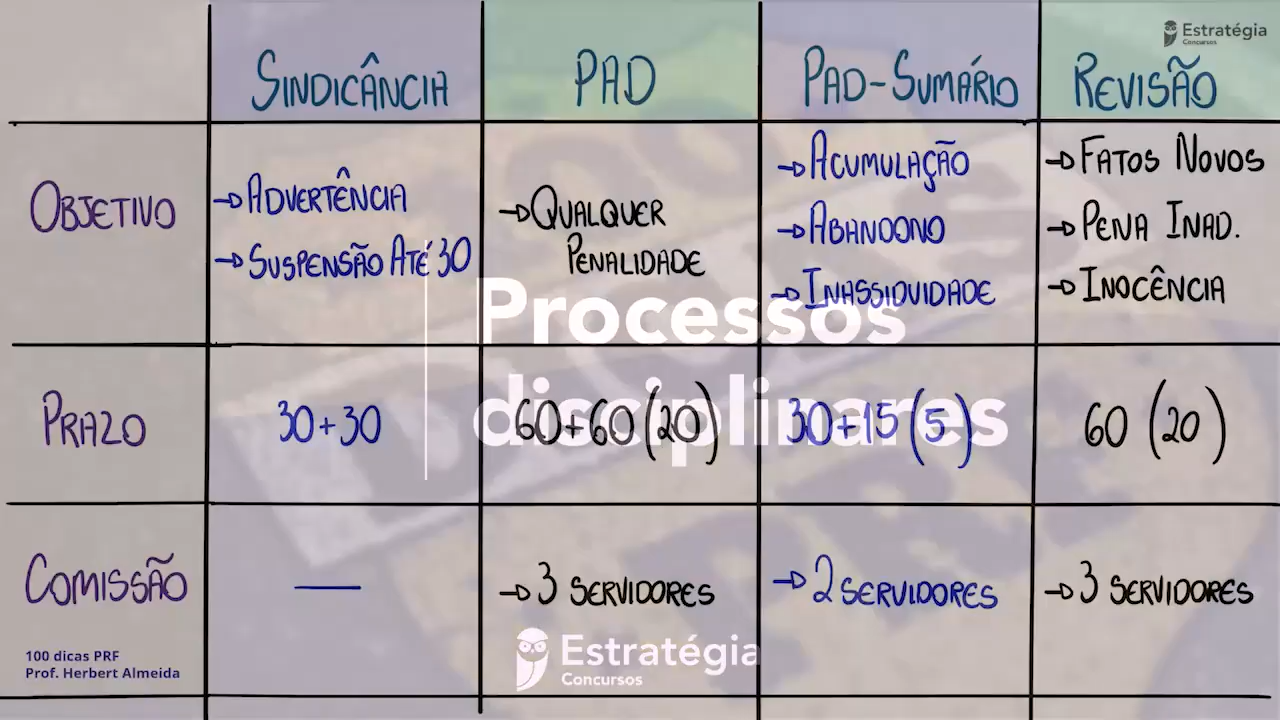 Estratégia
Concursos
SINDICÂNCIA
PAD
PAD-SUMÁRIO
REVISÃO
OBJETIVO
→ADVERTÊNCIA
→SUSPENSÃO ATÉ 30
→QUALQUER
PENALIDADE
→ACUMULAÇÃO
→ABANDONO
→INASSIDUIDADE
→FATOS NOVOS
→PENA INAD.
→INOCÊNCIA
Processos
disciplinares
PRAZO
30+30
60+60 (20)
30+15 (5)
60 (20)
COMISSÃO
—
→3 SERVIDORES
→2 SERVIDORES
→3 SERVIDORES
100 dicas PRF
Prof. Herbert Almeida
Estratégia
Concursos